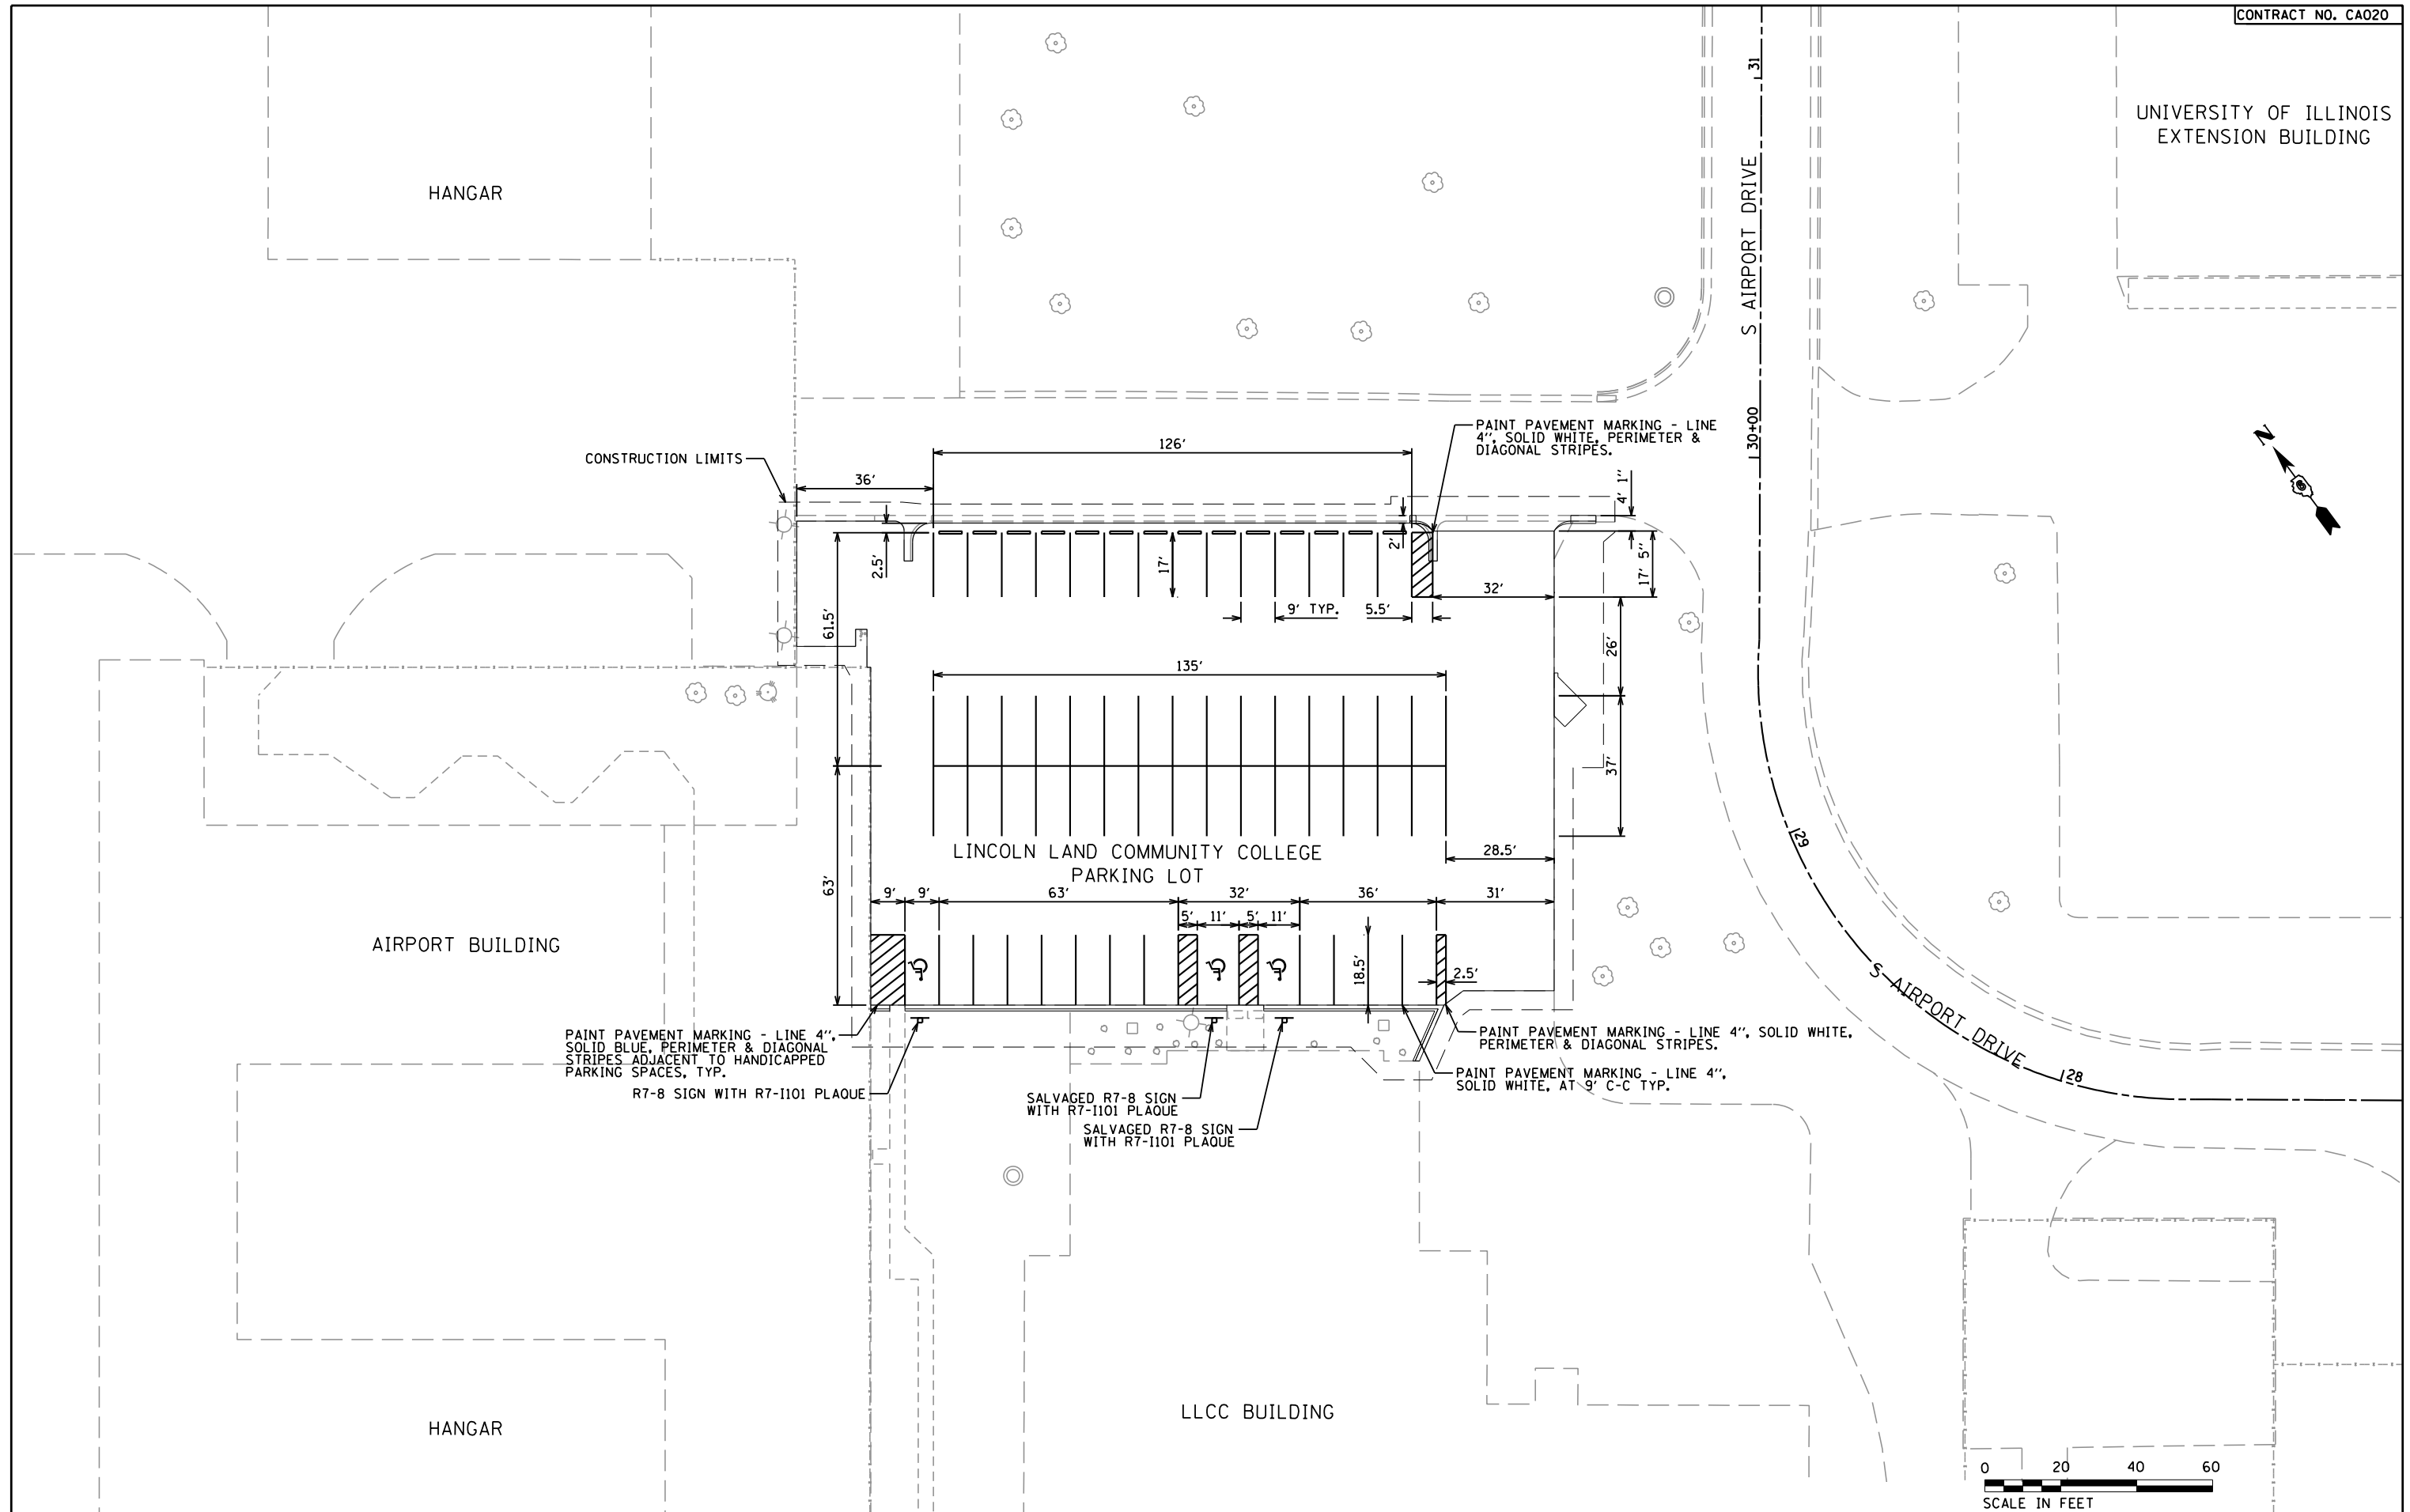 CONTRACT NO. CA020
UNIVERSITY OF ILLINOIS
EXTENSION BUILDING
HANGAR
31
S AIRPORT DRIVE
130+00
N
PAINT PAVEMENT MARKING - LINE
4", SOLID WHITE, PERIMETER &
DIAGONAL STRIPES.
CONSTRUCTION LIMITS
126'
36'
4' 1"
2'
2.5'
17'
17' 5"
32'
9' TYP.
5.5'
61.5'
26'
135'
37'
LINCOLN LAND COMMUNITY COLLEGE
PARKING LOT
28.5'
129
63'
9'
9'
63'
32'
36'
31'
5'
11'
5'
11'
18.5'
2.5'
AIRPORT BUILDING
S AIRPORT DRIVE
128
PAINT PAVEMENT MARKING - LINE 4",
SOLID BLUE, PERIMETER & DIAGONAL
STRIPES ADJACENT TO HANDICAPPED
PARKING SPACES, TYP.
R7-8 SIGN WITH R7-I101 PLAQUE
PAINT PAVEMENT MARKING - LINE 4", SOLID WHITE,
PERIMETER & DIAGONAL STRIPES.
PAINT PAVEMENT MARKING - LINE 4",
SOLID WHITE, AT 9' C-C TYP.
SALVAGED R7-8 SIGN
WITH R7-I101 PLAQUE
SALVAGED R7-8 SIGN
WITH R7-I101 PLAQUE
HANGAR
LLCC BUILDING
0 20 40 60
SCALE IN FEET